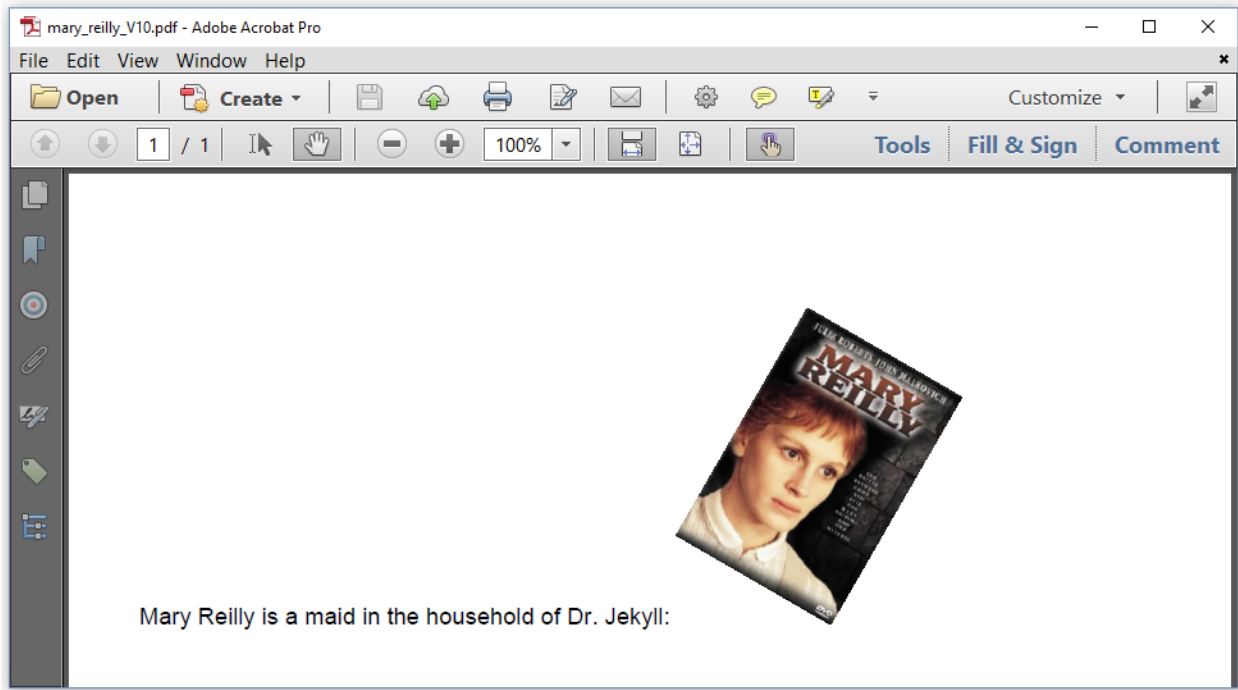 mary_reilly_V10.pdf - Adobe Acrobat Pro
File Edit View Window Help
Open Create Customize
1 / 1 100% Tools Fill & Sign Comment
JULIA ROBERTS JOHN MALKOVICH
MARY
REILLY
DVD
Mary Reilly is a maid in the household of Dr. Jekyll: